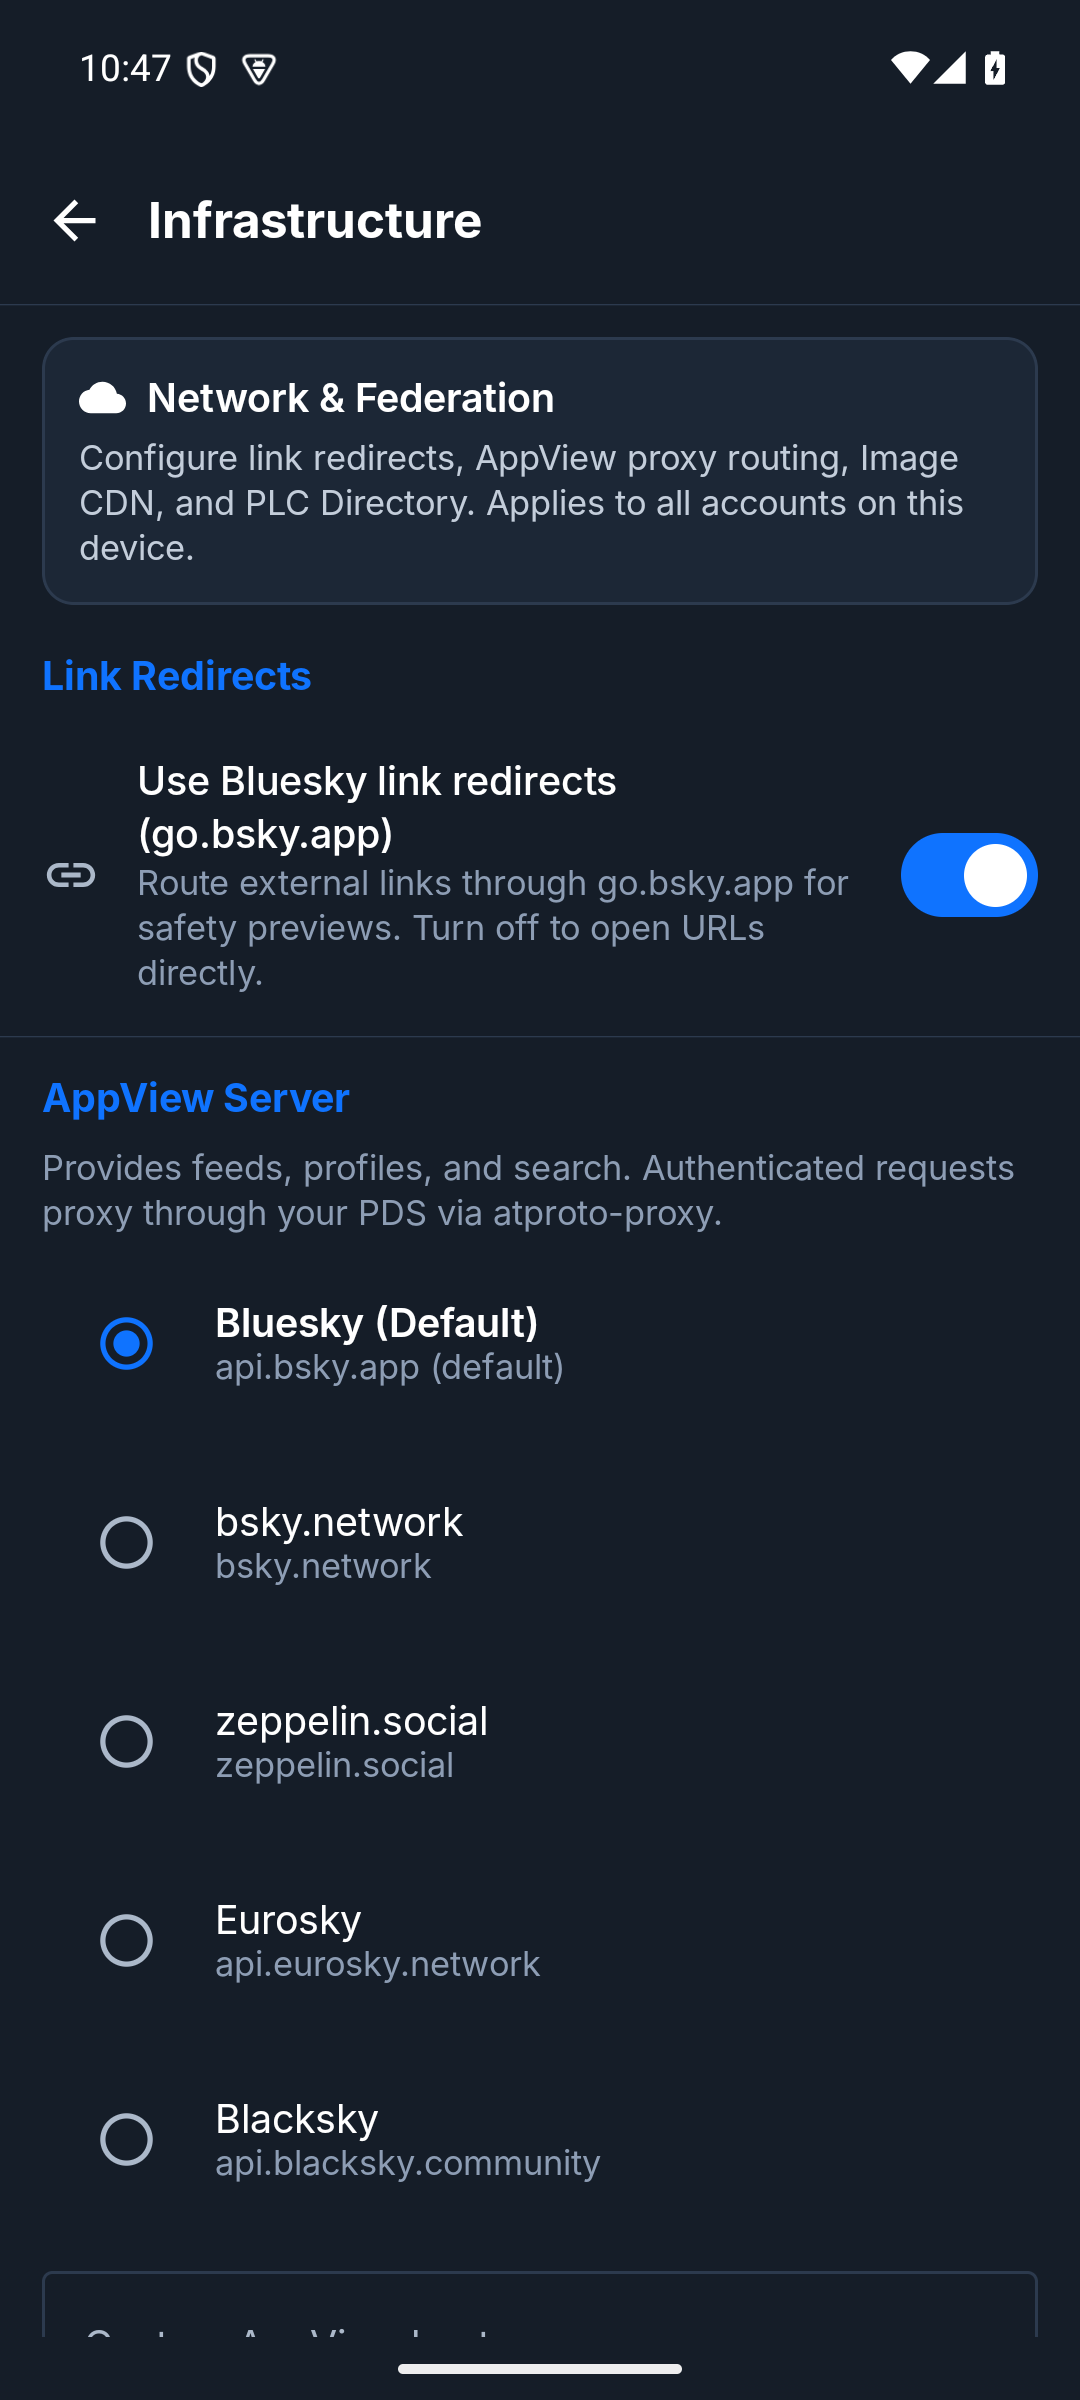 10:47
Infrastructure
Network & Federation
Configure link redirects, AppView proxy routing, Image
CDN, and PLC Directory. Applies to all accounts on this
device.
Link Redirects
Use Bluesky link redirects
(go.bsky.app)
Route external links through go.bsky.app for
safety previews. Turn off to open URLs
directly.
AppView Server
Provides feeds, profiles, and search. Authenticated requests
proxy through your PDS via atproto-proxy.
Bluesky (Default)
api.bsky.app (default)
bsky.network
bsky.network
zeppelin.social
zeppelin.social
Eurosky
api.eurosky.network
Blacksky
api.blacksky.community